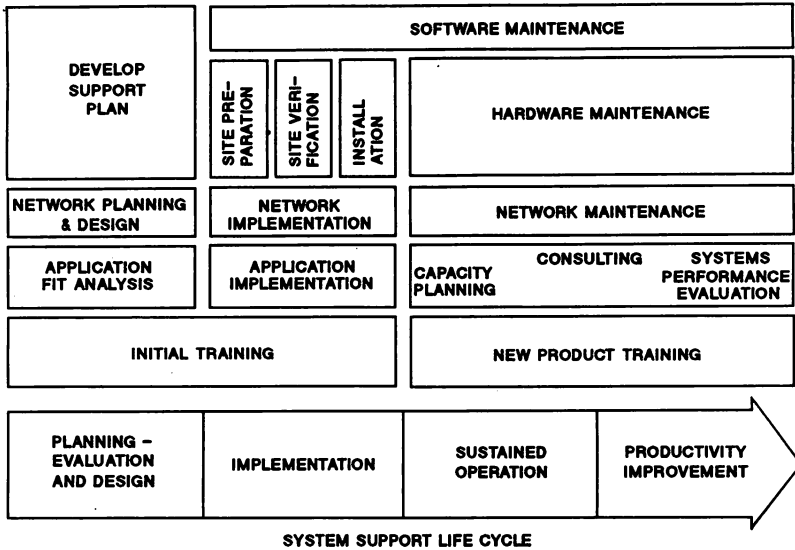 SOFTWARE MAINTENANCE
DEVELOP
SUPPORT
PLAN
SITE PRE-
PARATION
SITE VERI-
FICATION
INSTALL
ATION
HARDWARE MAINTENANCE
NETWORK PLANNING
& DESIGN
NETWORK
IMPLEMENTATION
NETWORK MAINTENANCE
APPLICATION
FIT ANALYSIS
APPLICATION
IMPLEMENTATION
CAPACITY
PLANNING
CONSULTING
SYSTEMS
PERFORMANCE
EVALUATION
INITIAL TRAINING
NEW PRODUCT TRAINING
PLANNING -
EVALUATION
AND DESIGN
IMPLEMENTATION
SUSTAINED
OPERATION
PRODUCTIVITY
IMPROVEMENT
SYSTEM SUPPORT LIFE CYCLE